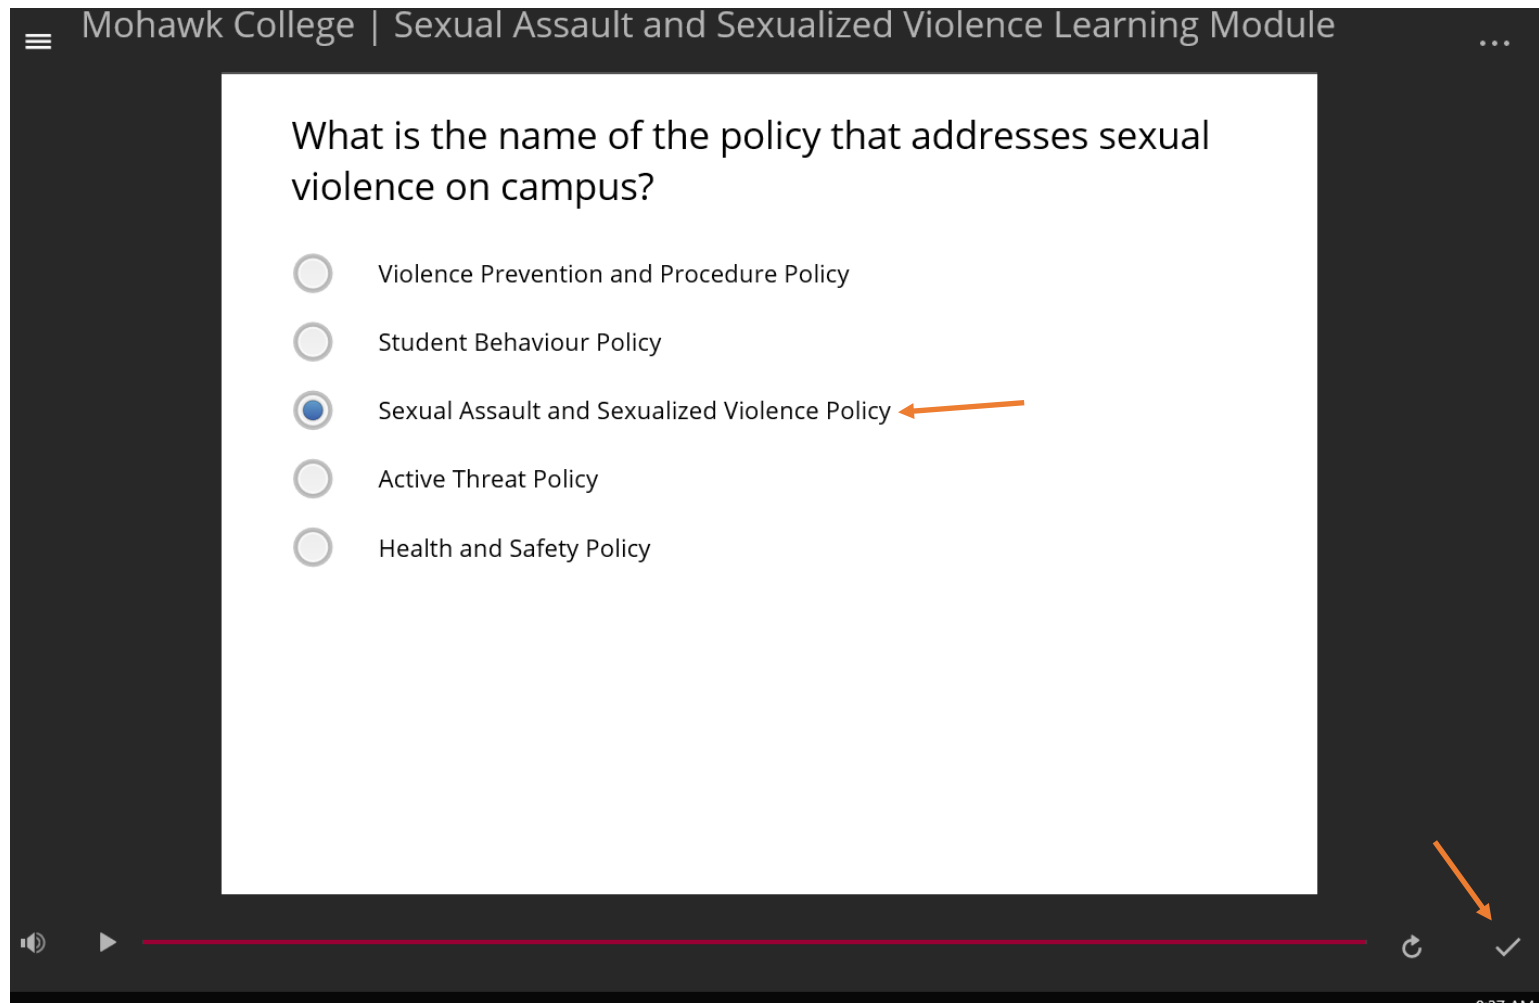 Mohawk College | Sexual Assault and Sexualized Violence Learning Module
What is the name of the policy that addresses sexual
violence on campus?
Violence Prevention and Procedure Policy
Student Behaviour Policy
Sexual Assault and Sexualized Violence Policy
Active Threat Policy
Health and Safety Policy